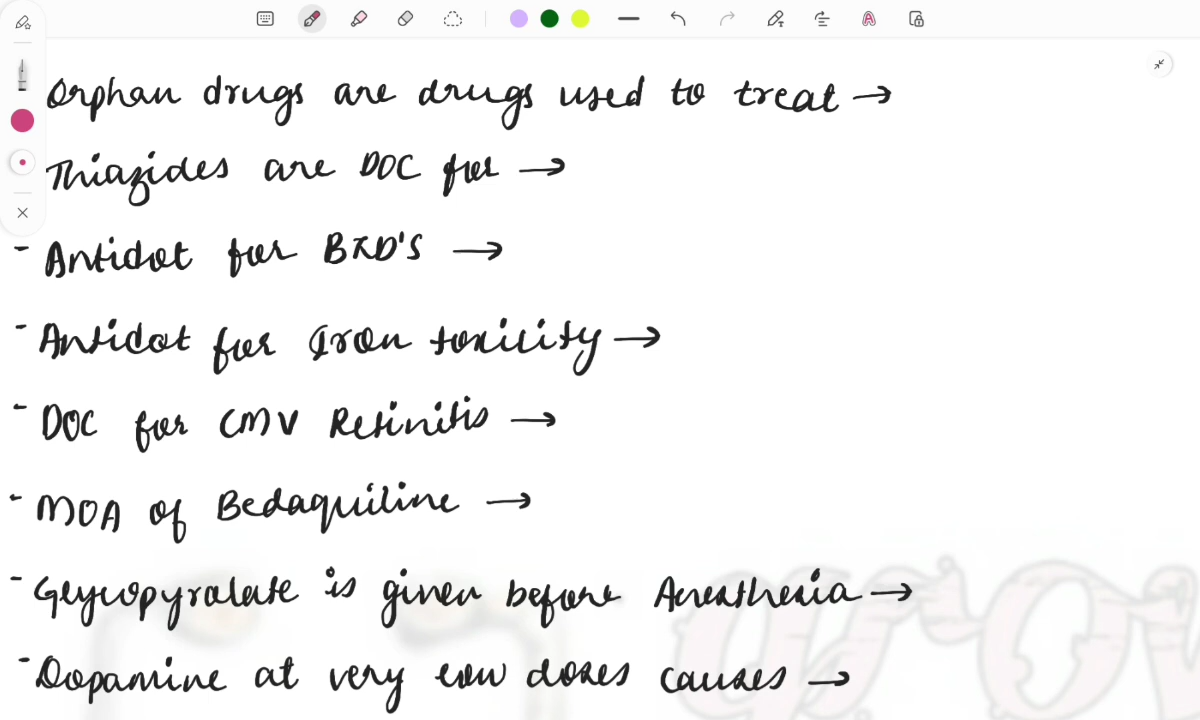 Orphan drugs are drugs used to treat →
Thiazides are DOC for →
- Antidot for BZD'S →
- Antidot for Iron toxicity →
- DOC for CMV Retinitis →
- MOA of Bedaquiline →
- Glycopyrolate is given before Anesthesia →
- Dopamine at very low doses causes →